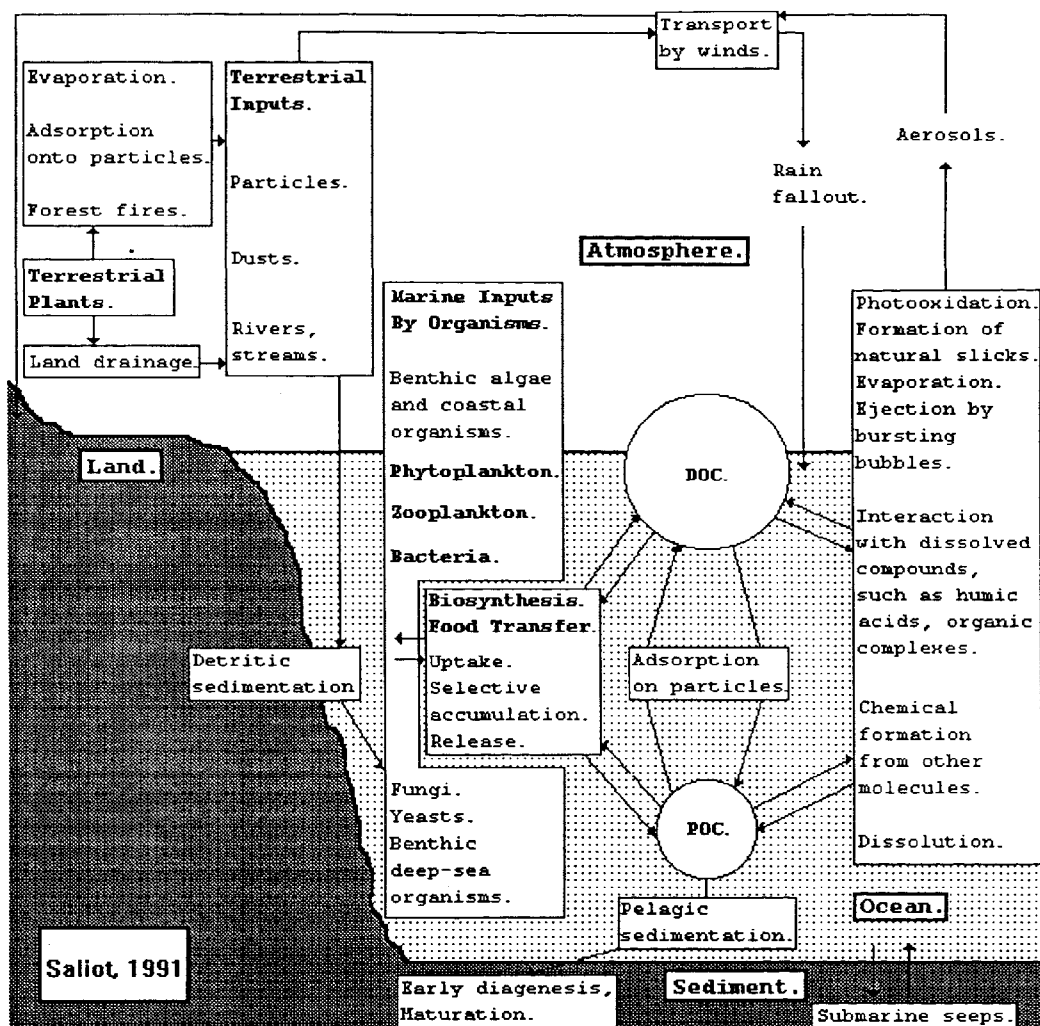 Transport
by winds.
Evaporation.
Adsorption
onto particles.
Forest fires.
Terrestrial
Inputs.
Particles.
Dusts.
Rivers,
streams.
Terrestrial
Plants.
Land drainage.
Aerosols.
Rain
fallout.
Atmosphere.
Marine Inputs
By Organisms.
Benthic algae
and coastal
organisms.
Phytoplankton.
Zooplankton.
Bacteria.
Biosynthesis.
Food Transfer.
Uptake.
Selective
accumulation.
Release.
Fungi.
Yeasts.
Benthic
deep-sea
organisms.
Photooxidation.
Formation of
natural slicks.
Evaporation.
Ejection by
bursting
bubbles.
Interaction
with dissolved
compounds,
such as humic
acids, organic
complexes.
Chemical
formation
from other
molecules.
Dissolution.
Land.
DOC.
Detritic
sedimentation
Adsorption
on particles.
POC.
Pelagic
sedimentation.
Ocean.
Saliot, 1991
Early diagenesis,
Maturation.
Sediment.
Submarine seeps.